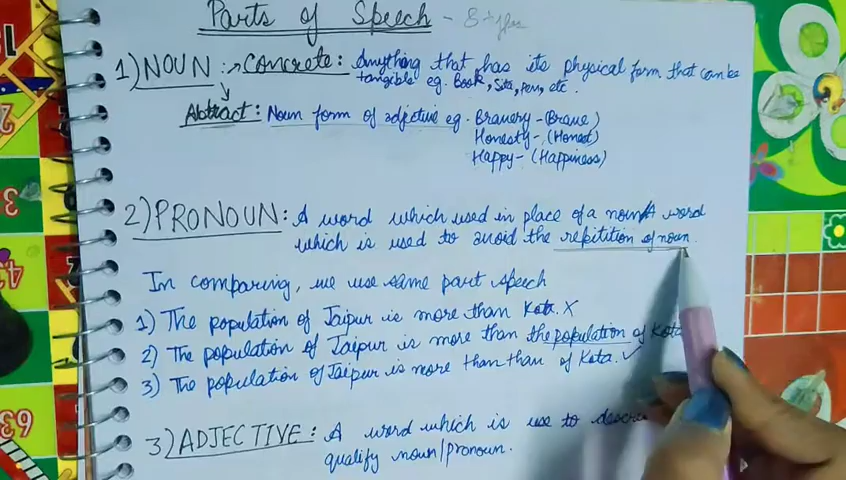 Parts of Speech - 8
1) NOUN :→ Concrete: Anything that has its physical form that can be
tangible eg. Book, Sita, Pen, etc.
Abstract: Noun form of adjective eg. Bravery - (Brave)
Honesty - (Honest)
Happy - (Happiness)
2) PRONOUN: A word which used in place of a noun A word
which is used to avoid the repitition of noun.
In comparing, we use same part speech
1) The population of Jaipur is more than Kota. X
2) The population of Jaipur is more than the population of Kota
3) The population of Jaipur is more than than of Kota. ✓
3) ADJECTIVE: A word which is use to
qualify noun/pronoun.
63